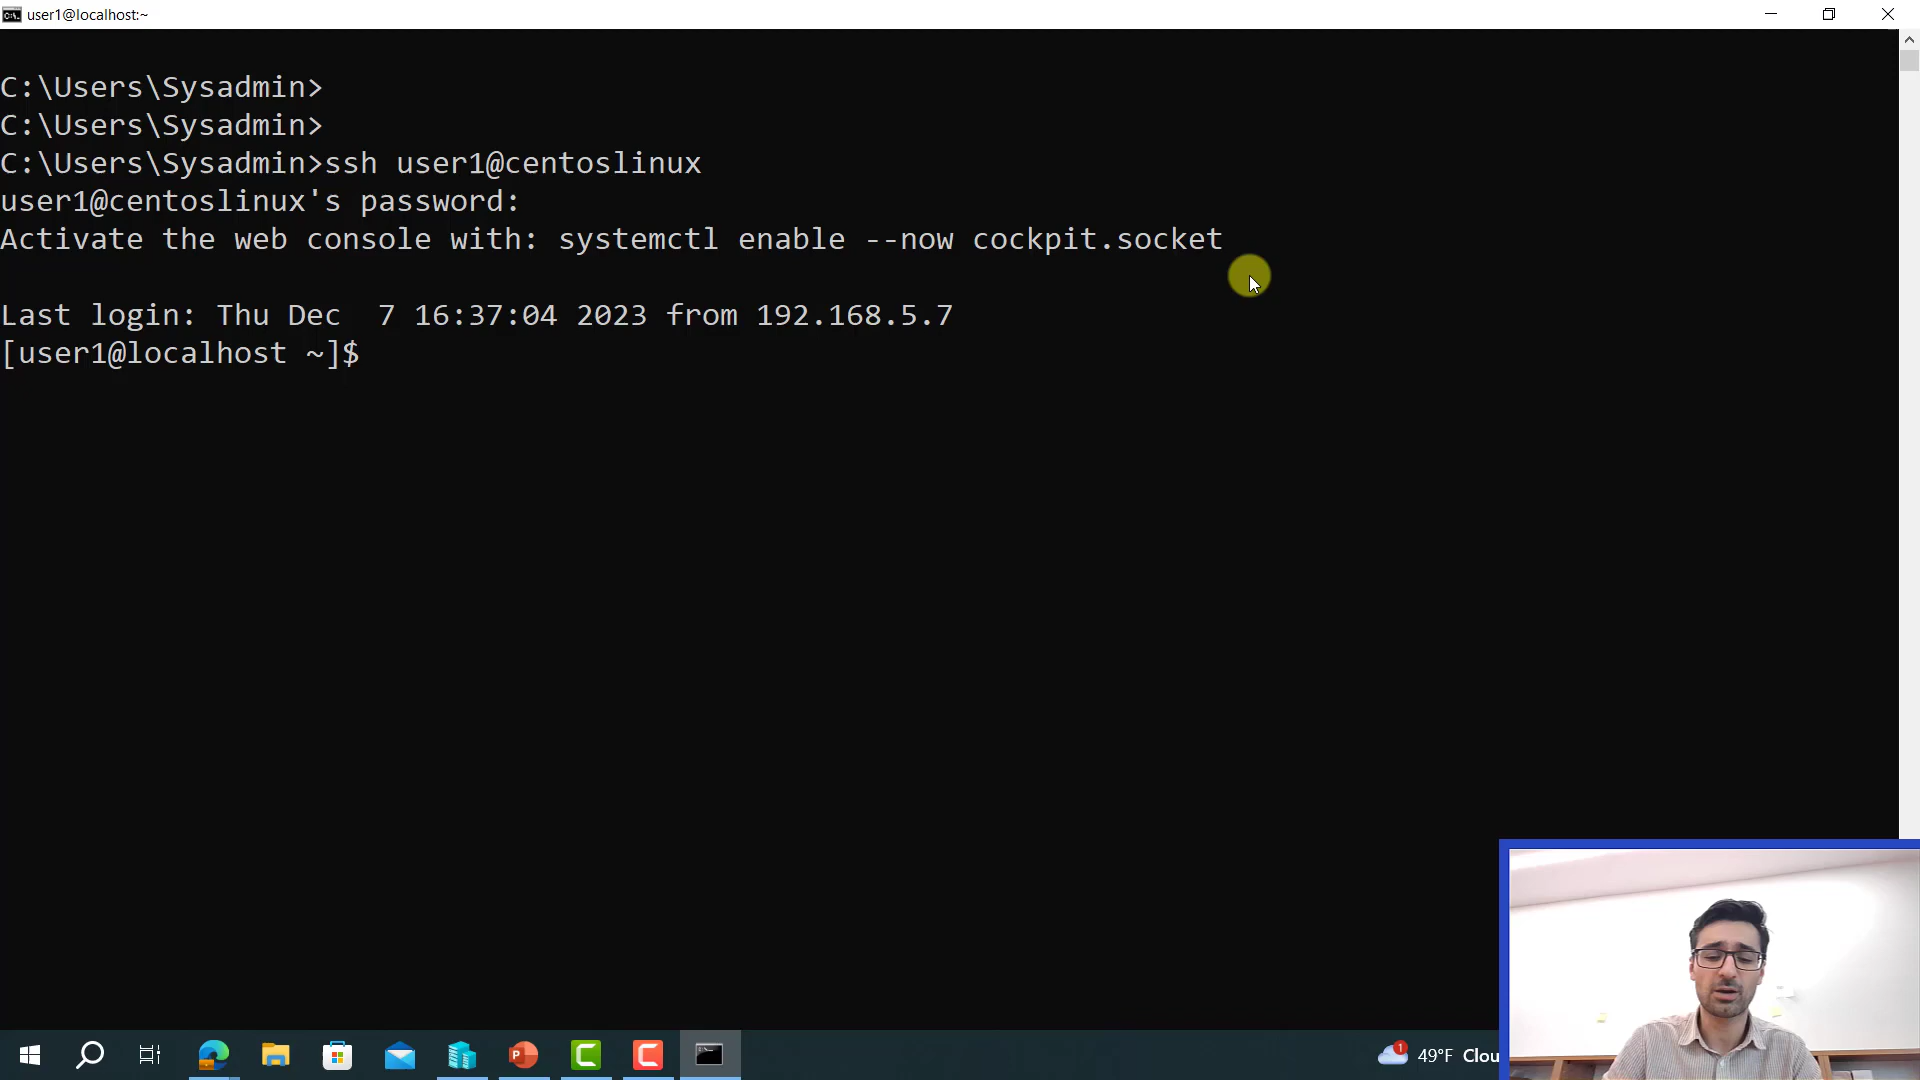 user1@localhost:~
C:\Users\Sysadmin>
C:\Users\Sysadmin>
C:\Users\Sysadmin>ssh user1@centoslinux
user1@centoslinux's password:
Activate the web console with: systemctl enable --now cockpit.socket
Last login: Thu Dec  7 16:37:04 2023 from 192.168.5.7
[user1@localhost ~]$
1
49°F Clou